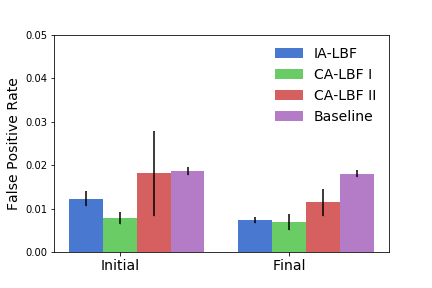 0.05
0.04
0.03
0.02
0.01
0.00
False Positive Rate
IA-LBF
CA-LBF I
CA-LBF II
Baseline
Initial
Final